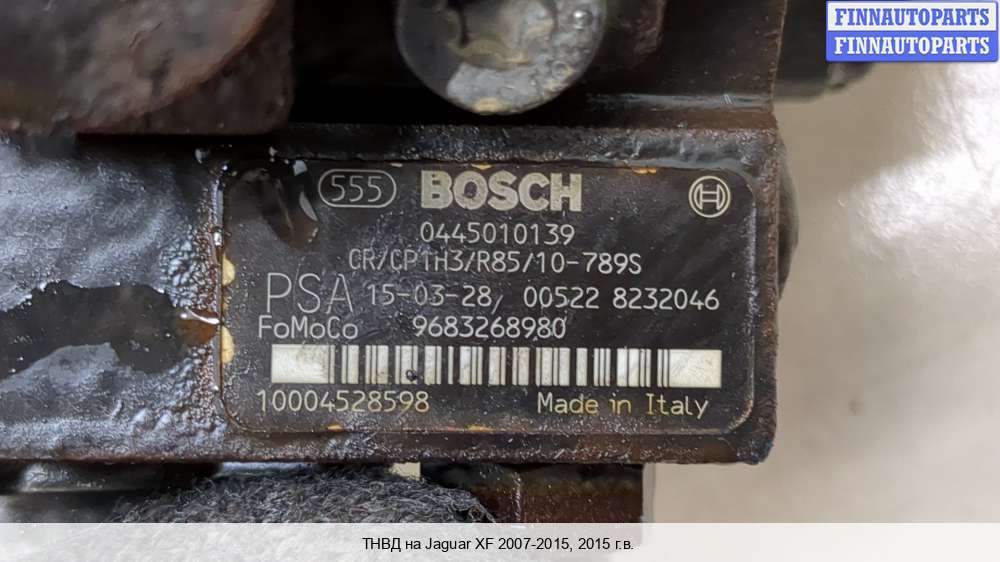 FINNAUTOPARTS
FINNAUTOPARTS
555 BOSCH
0445010139
CR/CP1H3/R85/10-789S
PSA 15-03-28, 00522 8232046
FoMoCo 9683268980
10004528598 Made in Italy
ТНВД на Jaguar XF 2007-2015, 2015 г.в.